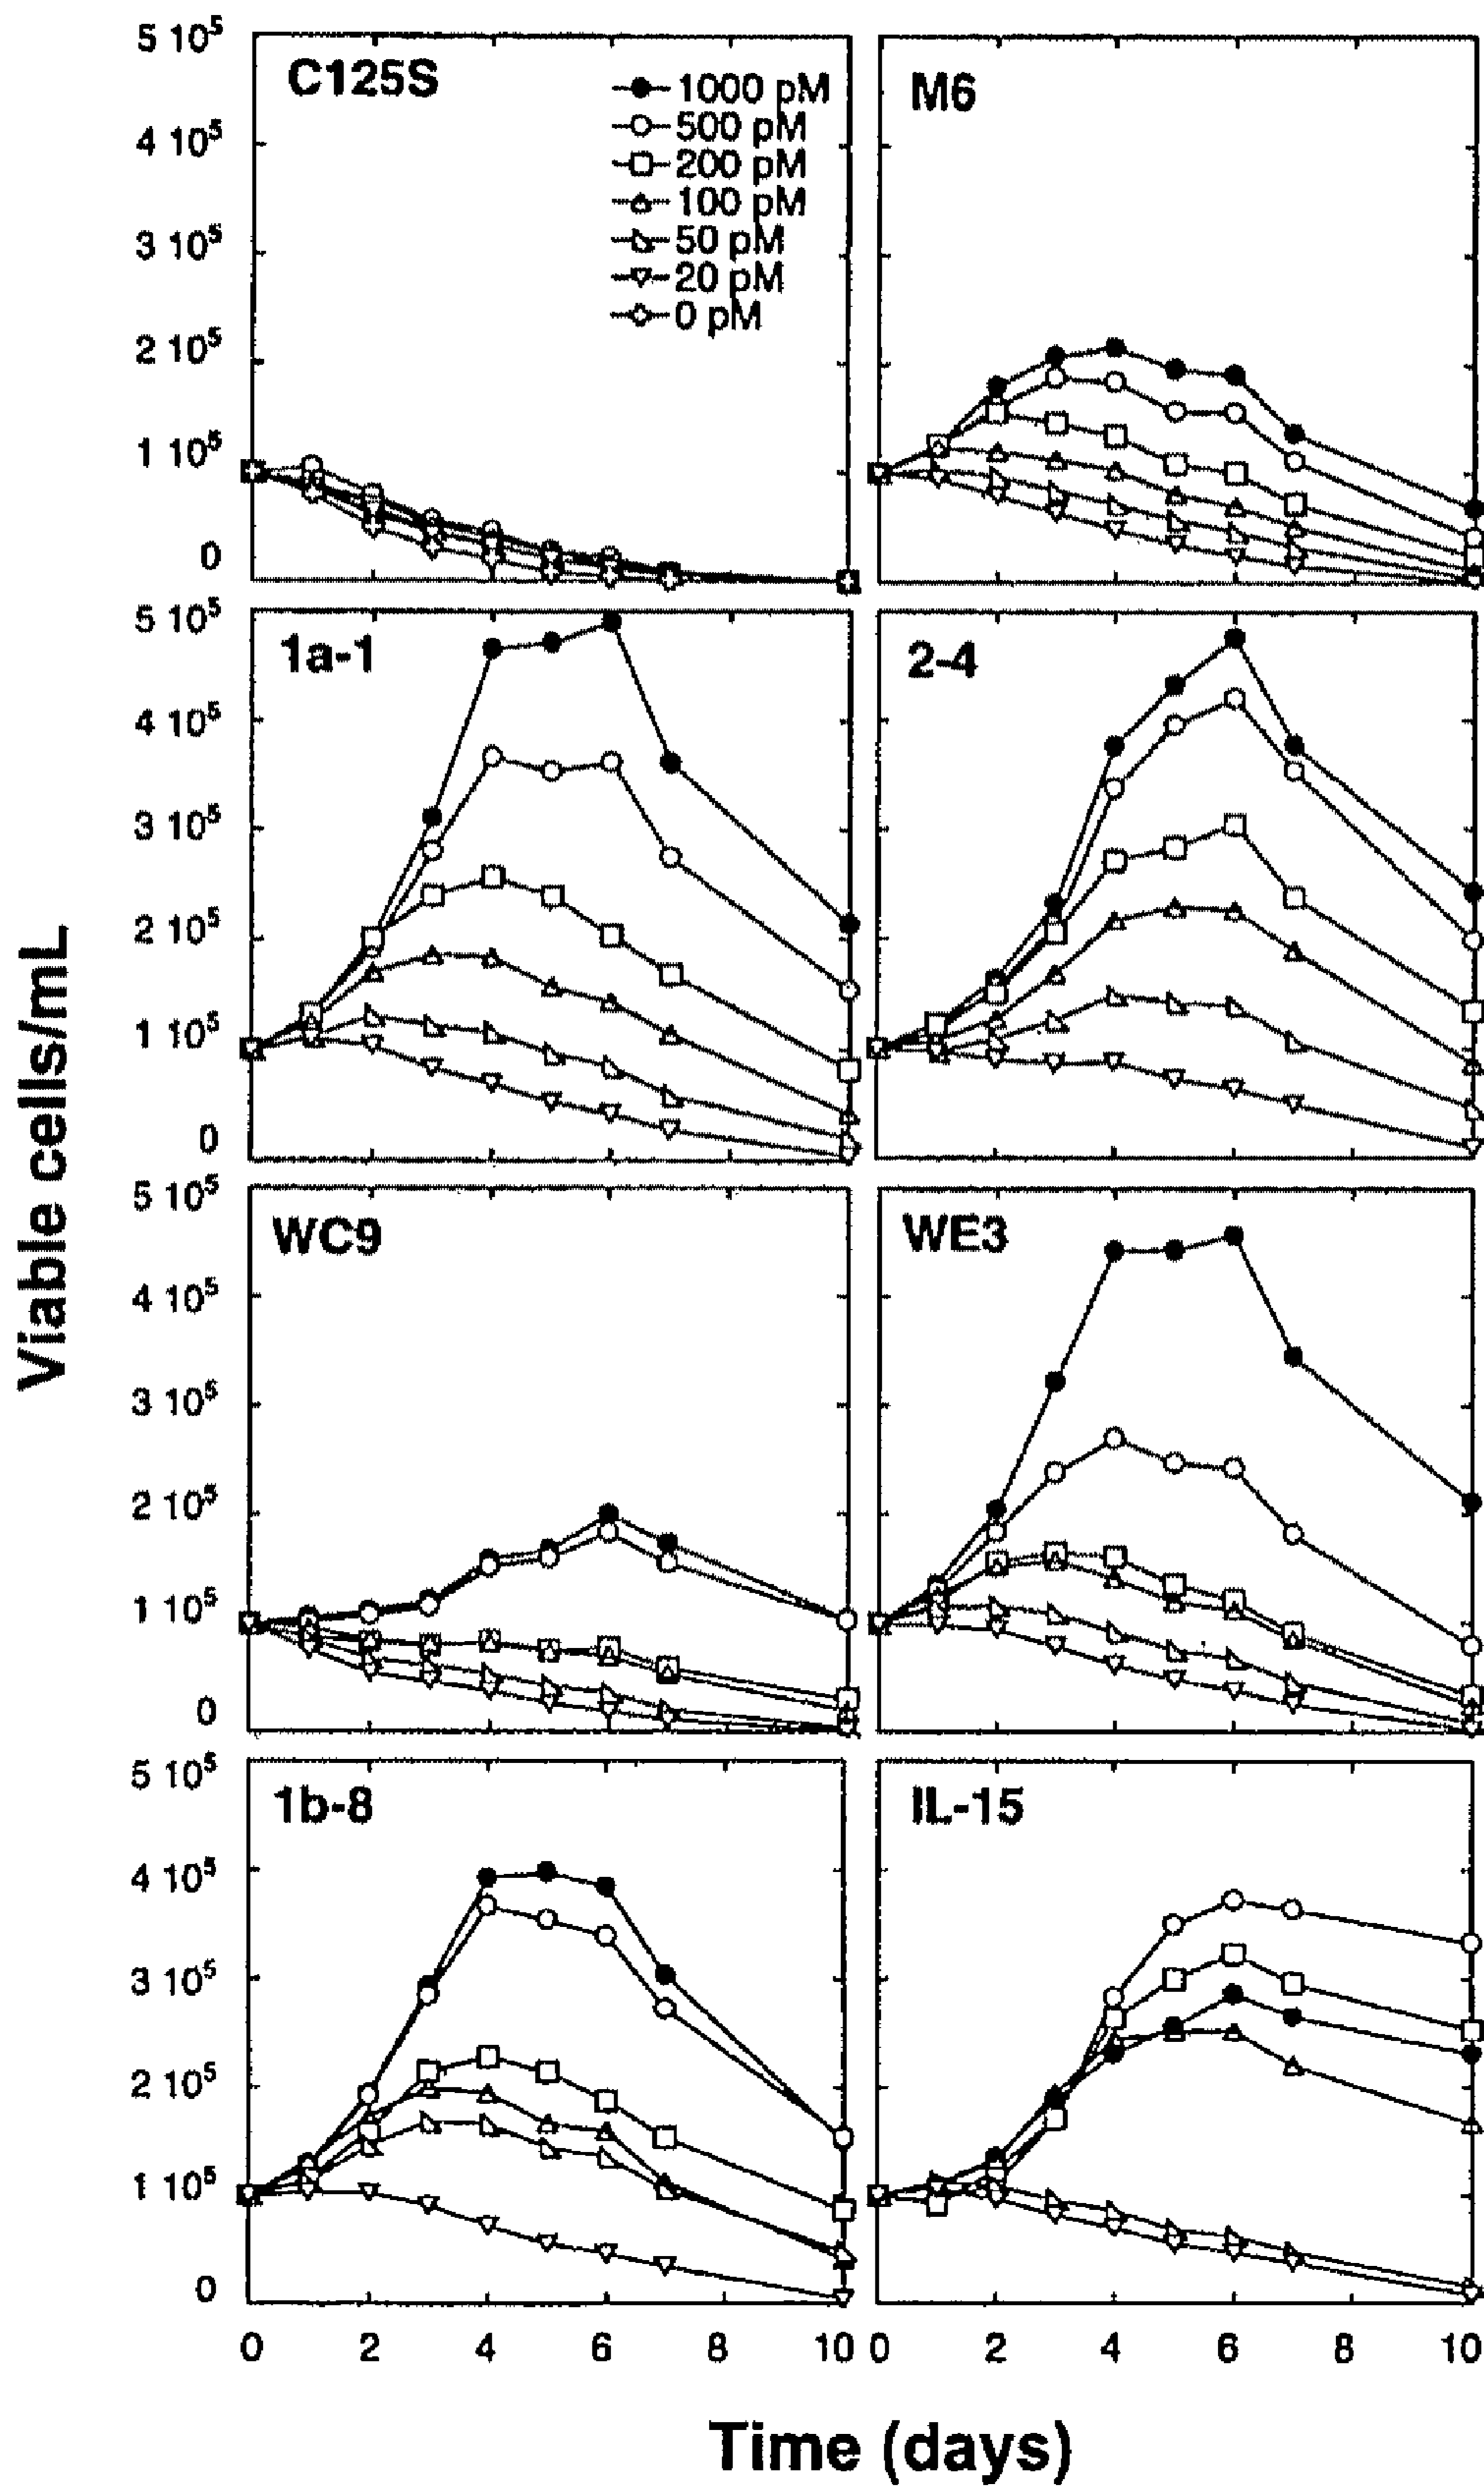 Viable cells/mL
5 10⁵
4 10⁵
3 10⁵
2 10⁵
1 10⁵
0
C125S
1000 pM
500 pM
200 pM
100 pM
50 pM
20 pM
0 pM
M6
5 10⁵
4 10⁵
3 10⁵
2 10⁵
1 10⁵
0
1a-1
2-4
5 10⁵
4 10⁵
3 10⁵
2 10⁵
1 10⁵
0
WC9
WE3
5 10⁵
4 10⁵
3 10⁵
2 10⁵
1 10⁵
0
1b-8
IL-15
0 2 4 6 8 10 0 2 4 6 8 10
Time (days)